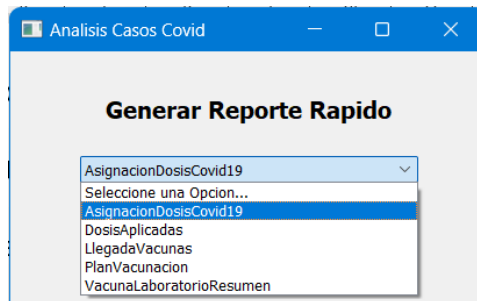 Analisis Casos Covid
Generar Reporte Rapido
AsignacionDosisCovid19
Seleccione una Opcion...
AsignacionDosisCovid19
DosisAplicadas
LlegadaVacunas
PlanVacunacion
VacunaLaboratorioResumen